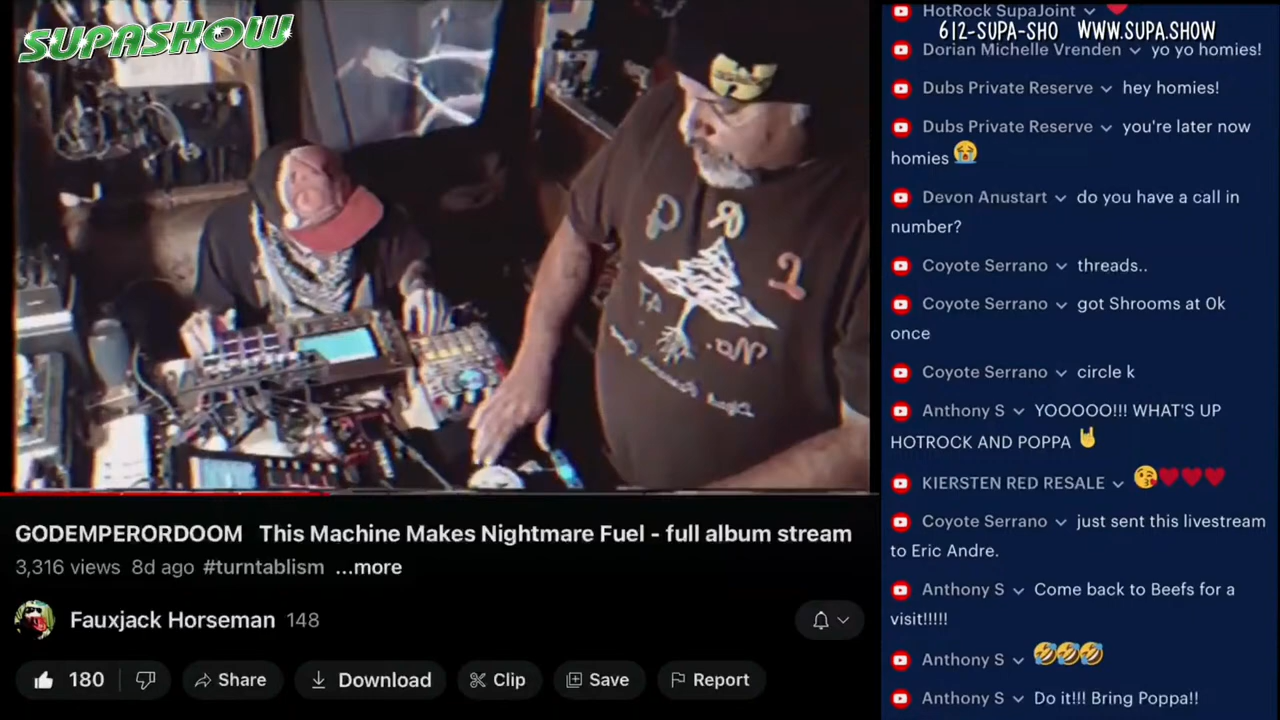 SUPASHOW
GODEMPERORDOOM This Machine Makes Nightmare Fuel - full album stream
3,316 views 8d ago #turntablism ...more
Fauxjack Horseman 148
180 Share Download Clip Save Report
HotRock SupaJoint ❤️
612-SUPA-SHO WWW.SUPA.SHOW
Dorian Michelle Vrenden yo yo homies!
Dubs Private Reserve hey homies!
Dubs Private Reserve you're later now
homies 😭
Devon Anustart do you have a call in
number?
Coyote Serrano threads..
Coyote Serrano got Shrooms at 0k
once
Coyote Serrano circle k
Anthony S YOOOOO!!! WHAT'S UP
HOTROCK AND POPPA 🤘
KIERSTEN RED RESALE 😘❤️❤️❤️
Coyote Serrano just sent this livestream
to Eric Andre.
Anthony S Come back to Beefs for a
visit!!!!!
Anthony S 🤣🤣🤣
Anthony S Do it!!! Bring Poppa!!